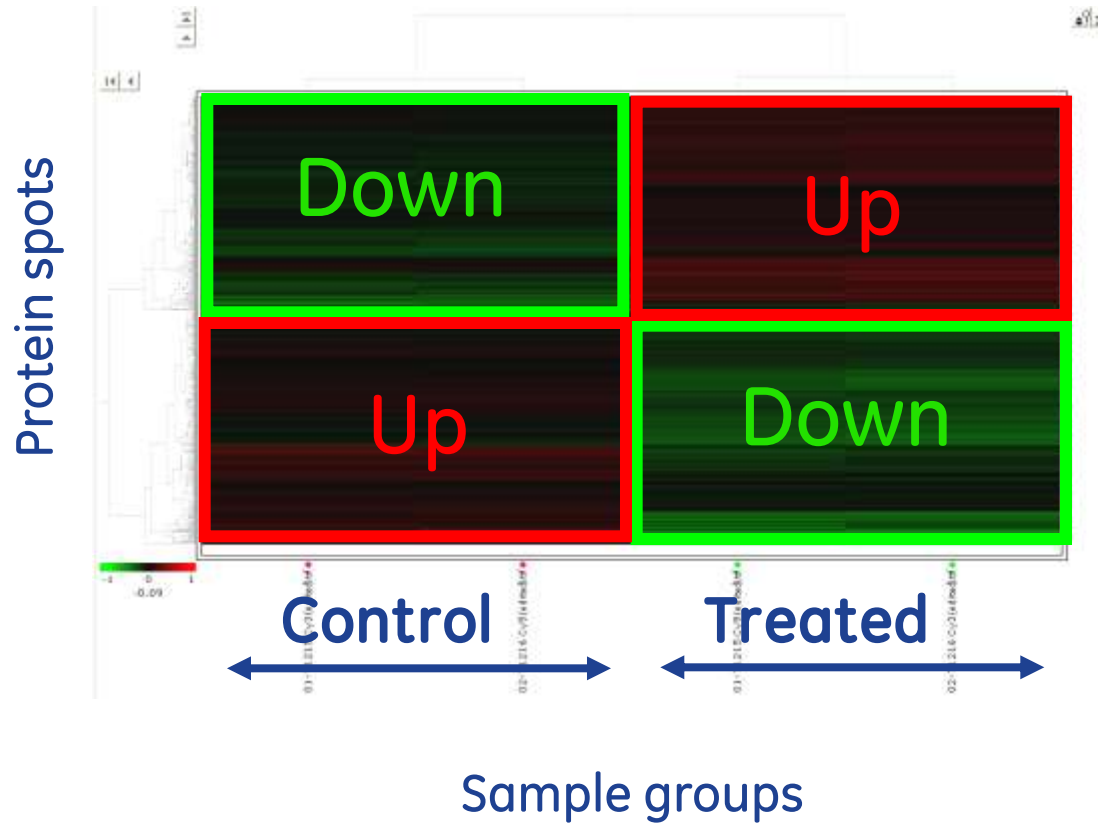 Protein spots
Down
Up
Up
Down
-1 0 1
-0.09
Control
Treated
Sample groups